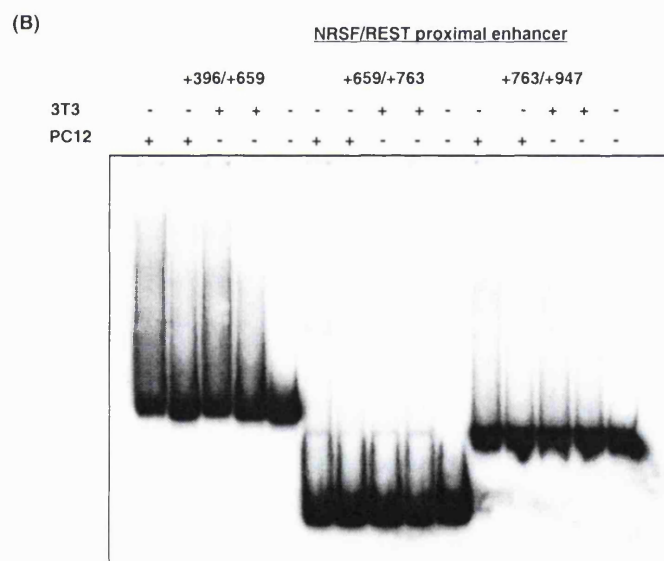 (B)
NRSF/REST proximal enhancer
+396/+659 +659/+763 +763/+947
3T3 - - + + - - - + + - - - + + -
PC12 + + - - - + + - - - + + - - -